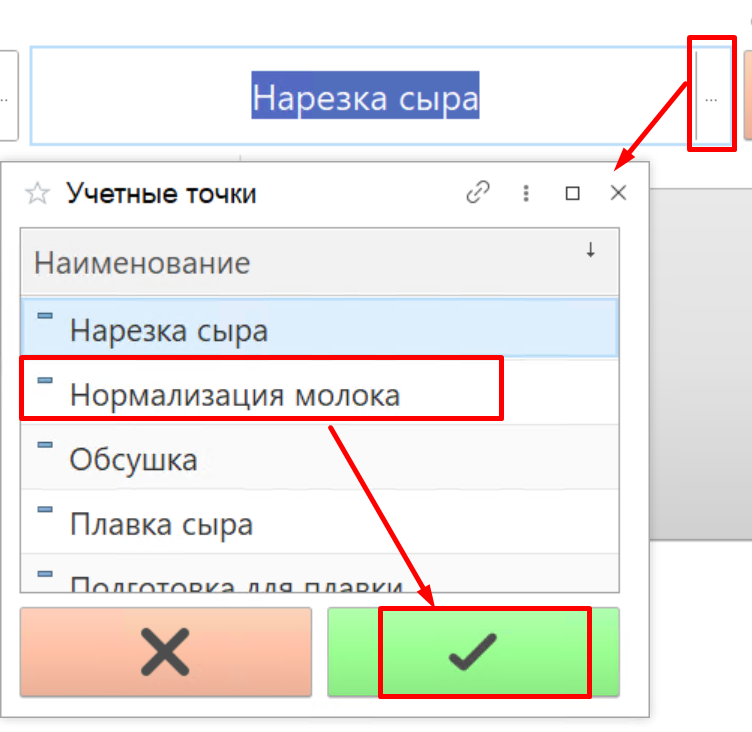 ...
Нарезка сыра
...
Учетные точки
Наименование
Нарезка сыра
Нормализация молока
Обсушка
Плавка сыра
Подготовка для плавки